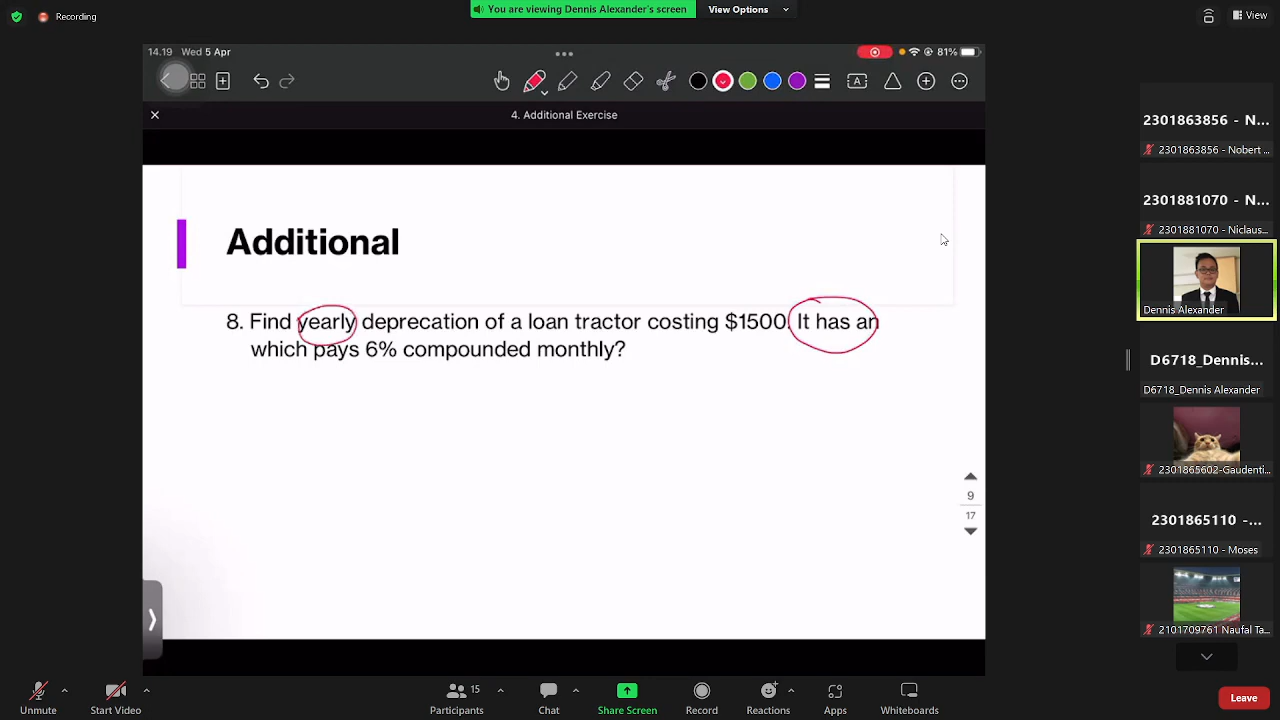 You are viewing Dennis Alexander's screen
View Options
Recording
View
14.19 Wed 5 Apr
81%
A
4. Additional Exercise
Additional
8. Find yearly deprecation of a loan tractor costing $1500. It has an
which pays 6% compounded monthly?
9
17
2301863856 - N...
2301863856 - Nobert ...
2301881070 - N...
2301881070 - Niclaus...
Dennis Alexander
D6718_Dennis...
D6718_Dennis Alexander
2301865602-Gaudenti...
2301865110 -...
2301865110 - Moses
2101709761 Naufal Ta...
Unmute
Start Video
15
Participants
Chat
Share Screen
Record
Reactions
Apps
Whiteboards
Leave